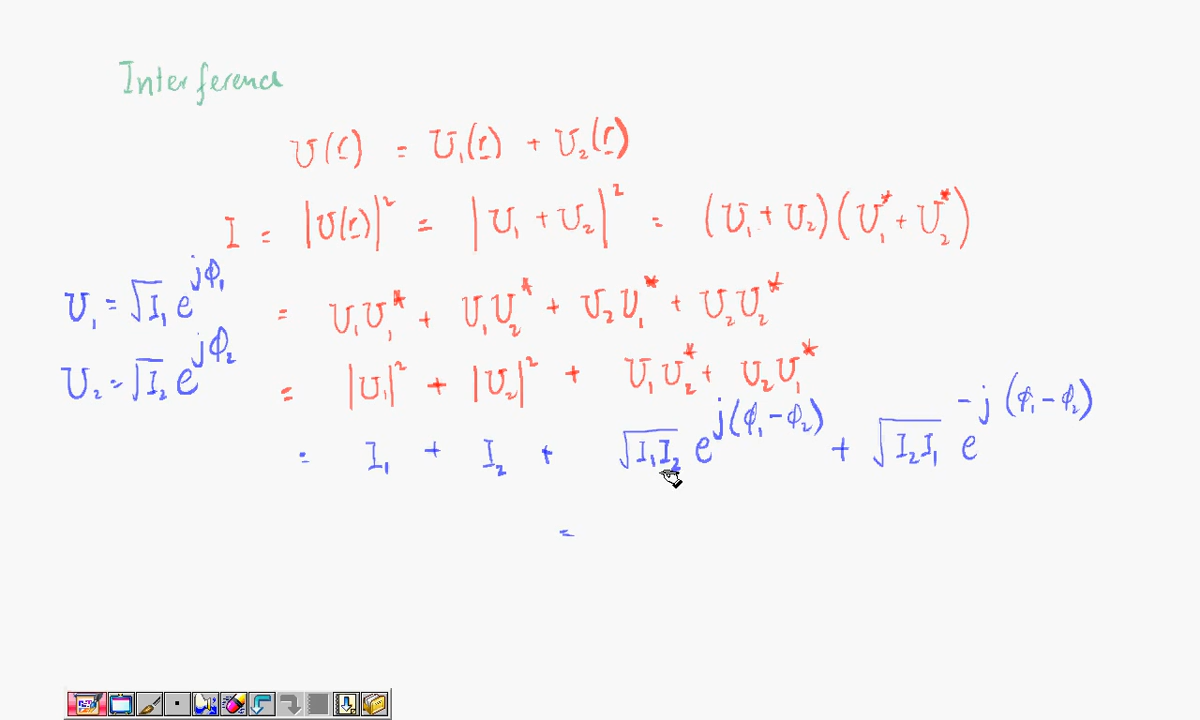 Interference
U(r) = U₁(r) + U₂(r)
I = |U(r)|² = |U₁ + U₂|² = (U₁ + U₂)(U₁* + U₂*)
U₁ = √I₁ e^{jϕ₁}
= U₁U₁* + U₁U₂* + U₂U₁* + U₂U₂*
U₂ = √I₂ e^{jϕ₂}
= |U₁|² + |U₂|² + U₁U₂* + U₂U₁*
= I₁ + I₂ + √I₁I₂ e^{j(ϕ₁-ϕ₂)} + √I₂I₁ e^{-j(ϕ₁-ϕ₂)}
=